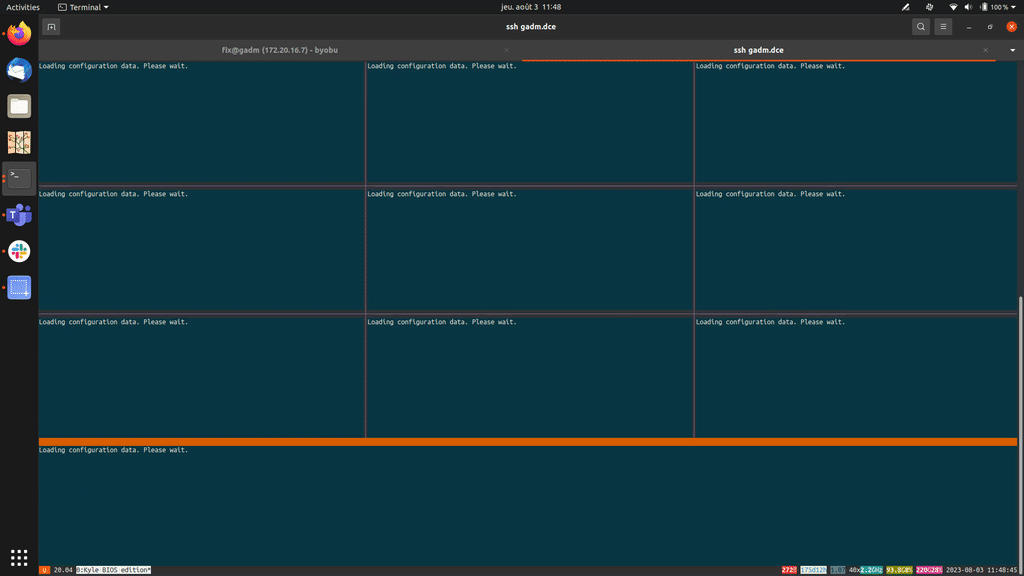 Activities Terminal jeu. août 3 11:48 100 %
ssh gadm.dce
fix@gadm (172.20.16.7) - byobu ssh gadm.dce
Loading configuration data. Please wait. Loading configuration data. Please wait. Loading configuration data. Please wait.
Loading configuration data. Please wait. Loading configuration data. Please wait. Loading configuration data. Please wait.
Loading configuration data. Please wait. Loading configuration data. Please wait. Loading configuration data. Please wait.
Loading configuration data. Please wait.
u 20.04 0:Kyle BIOS edition* 272! 175d12h 40x2.2GHz 93.8G8% 220G28% 2023-08-03 11:48:45